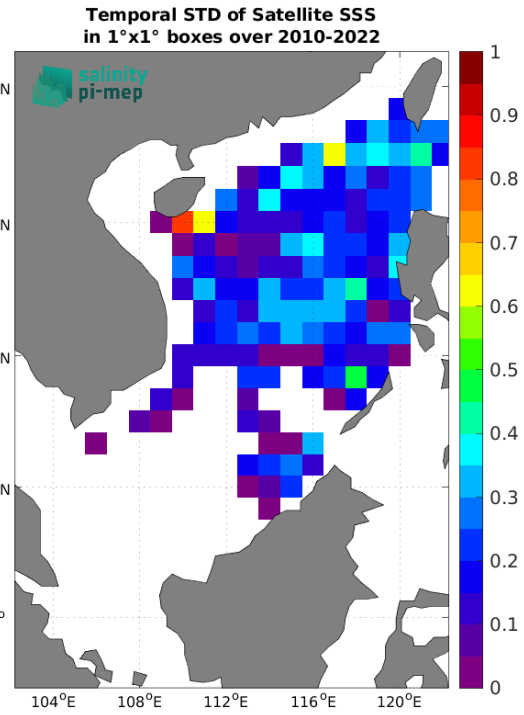 Temporal STD of Satellite SSS
in 1°x1° boxes over 2010-2022
salinity
pi-mep
N
N
N
N
o
104°E 108°E 112°E 116°E 120°E
1
0.9
0.8
0.7
0.6
0.5
0.4
0.3
0.2
0.1
0